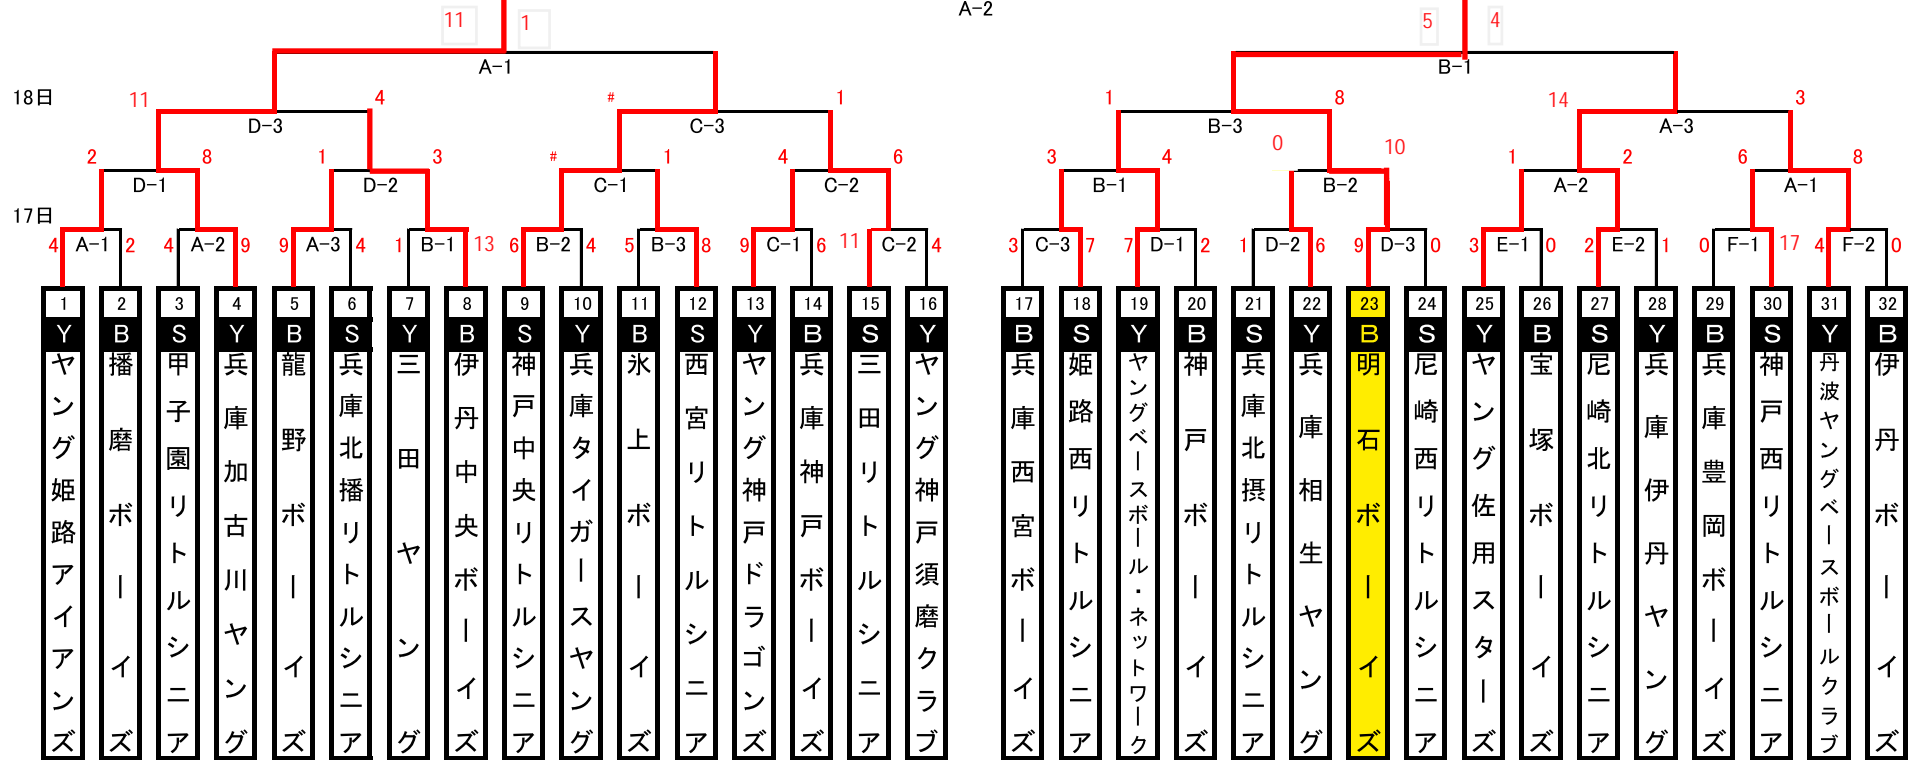 A-2
11 1 5 4
A-1 B-1
18日 11 4 # 1 1 8 14 3
D-3 C-3 B-3 A-3
2 8 1 3 # 1 4 6 3 4 0 10 1 2 6 8
D-1 D-2 C-1 C-2 B-1 B-2 A-2 A-1
17日
4 A-1 2 4 A-2 9 9 A-3 4 1 B-1 13 6 B-2 4 5 B-3 8 9 C-1 6 11 C-2 4 3 C-3 7 7 D-1 2 1 D-2 6 9 D-3 0 3 E-1 0 2 E-2 1 0 F-1 17 4 F-2 0
1 Y ヤング姫路アイアンズ
2 B 播磨ボーイズ
3 S 甲子園リトルシニア
4 Y 兵庫加古川ヤング
5 B 龍野ボーイズ
6 S 兵庫北播リトルシニア
7 Y 三田ヤング
8 B 伊丹中央ボーイズ
9 S 神戸中央リトルシニア
10 Y 兵庫タイガースヤング
11 B 氷上ボーイズ
12 S 西宮リトルシニア
13 Y ヤング神戸ドラゴンズ
14 B 兵庫神戸ボーイズ
15 S 三田リトルシニア
16 Y ヤング神戸須磨クラブ
17 B 兵庫西宮ボーイズ
18 S 姫路西リトルシニア
19 Y ヤングベースボール・ネットワーク
20 B 神戸ボーイズ
21 S 兵庫北摂リトルシニア
22 Y 兵庫相生ヤング
23 B 明石ボーイズ
24 S 尼崎西リトルシニア
25 Y ヤング佐用スターズ
26 B 宝塚ボーイズ
27 S 尼崎北リトルシニア
28 Y 兵庫伊丹ヤング
29 B 兵庫豊岡ボーイズ
30 S 神戸西リトルシニア
31 Y 丹波ヤングベースボールクラブ
32 B 伊丹ボーイズ